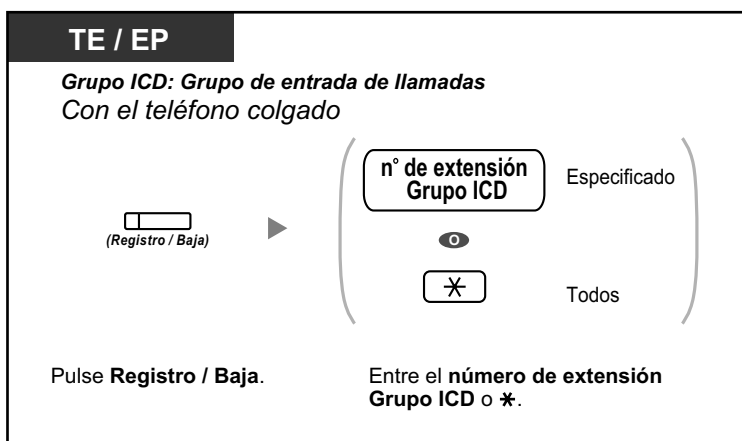 TE / EP
Grupo ICD: Grupo de entrada de llamadas
Con el teléfono colgado
n° de extensión
Grupo ICD
Especificado
(Registro / Baja)
O
Todos
Pulse Registro / Baja.
Entre el número de extensión
Grupo ICD o *.